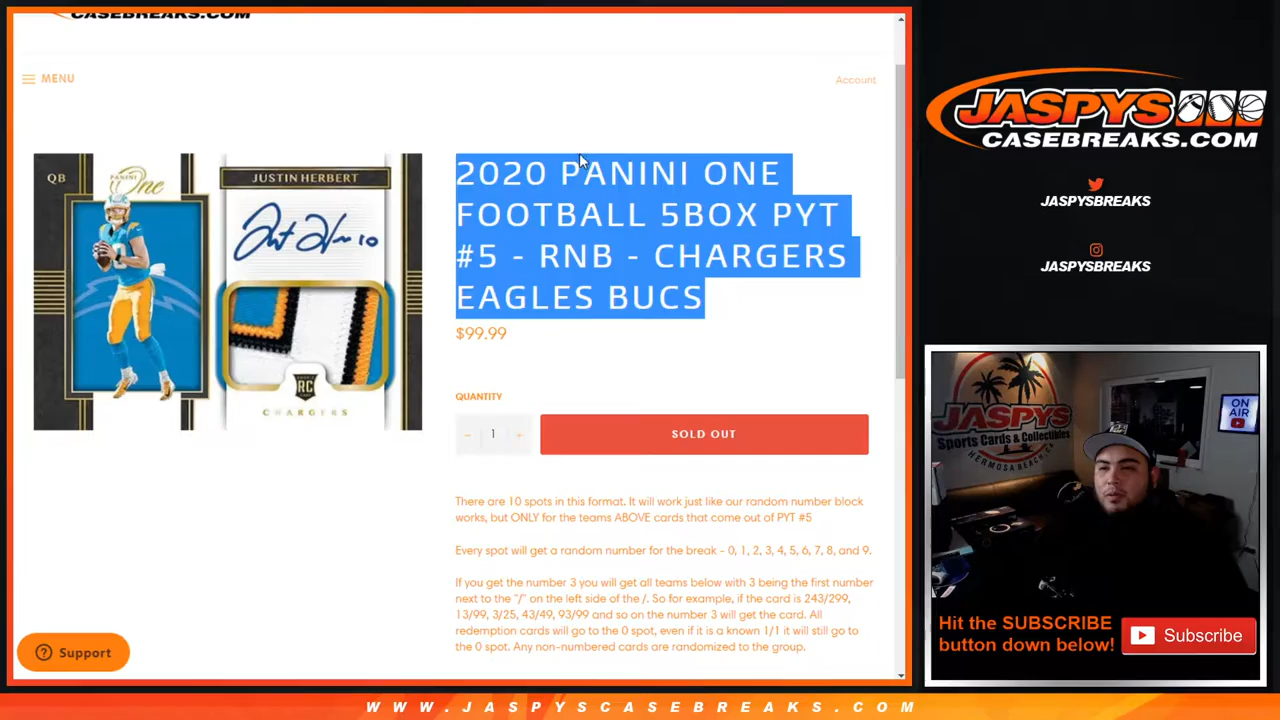 CASEBREAKS.COM
MENU
Account
QB
PANINI
One
JUSTIN HERBERT
RC
CHARGERS
2020 PANINI ONE
FOOTBALL 5BOX PYT
#5 - RNB - CHARGERS
EAGLES BUCS
$99.99
QUANTITY
− 1 +
SOLD OUT
There are 10 spots in this format. It will work just like our random number block
works, but ONLY for the teams ABOVE cards that come out of PYT #5
Every spot will get a random number for the break - 0, 1, 2, 3, 4, 5, 6, 7, 8, and 9.
If you get the number 3 you will get all teams below with 3 being the first number
next to the "/" on the left side of the /. So for example, if the card is 243/299,
13/99, 3/25, 43/49, 93/99 and so on the number 3 will get the card. All
redemption cards will go to the 0 spot, even if it is a known 1/1 it will still go to
the 0 spot. Any non-numbered cards are randomized to the group.
Support
JASPYS
CASEBREAKS.COM
JASPYSBREAKS
JASPYSBREAKS
JASPYS
Sports Cards & Collectibles
HERMOSA BEACH, CA
ON
AIR
Hit the SUBSCRIBE
button down below!
Subscribe
WWW.JASPYSCASEBREAKS.COM